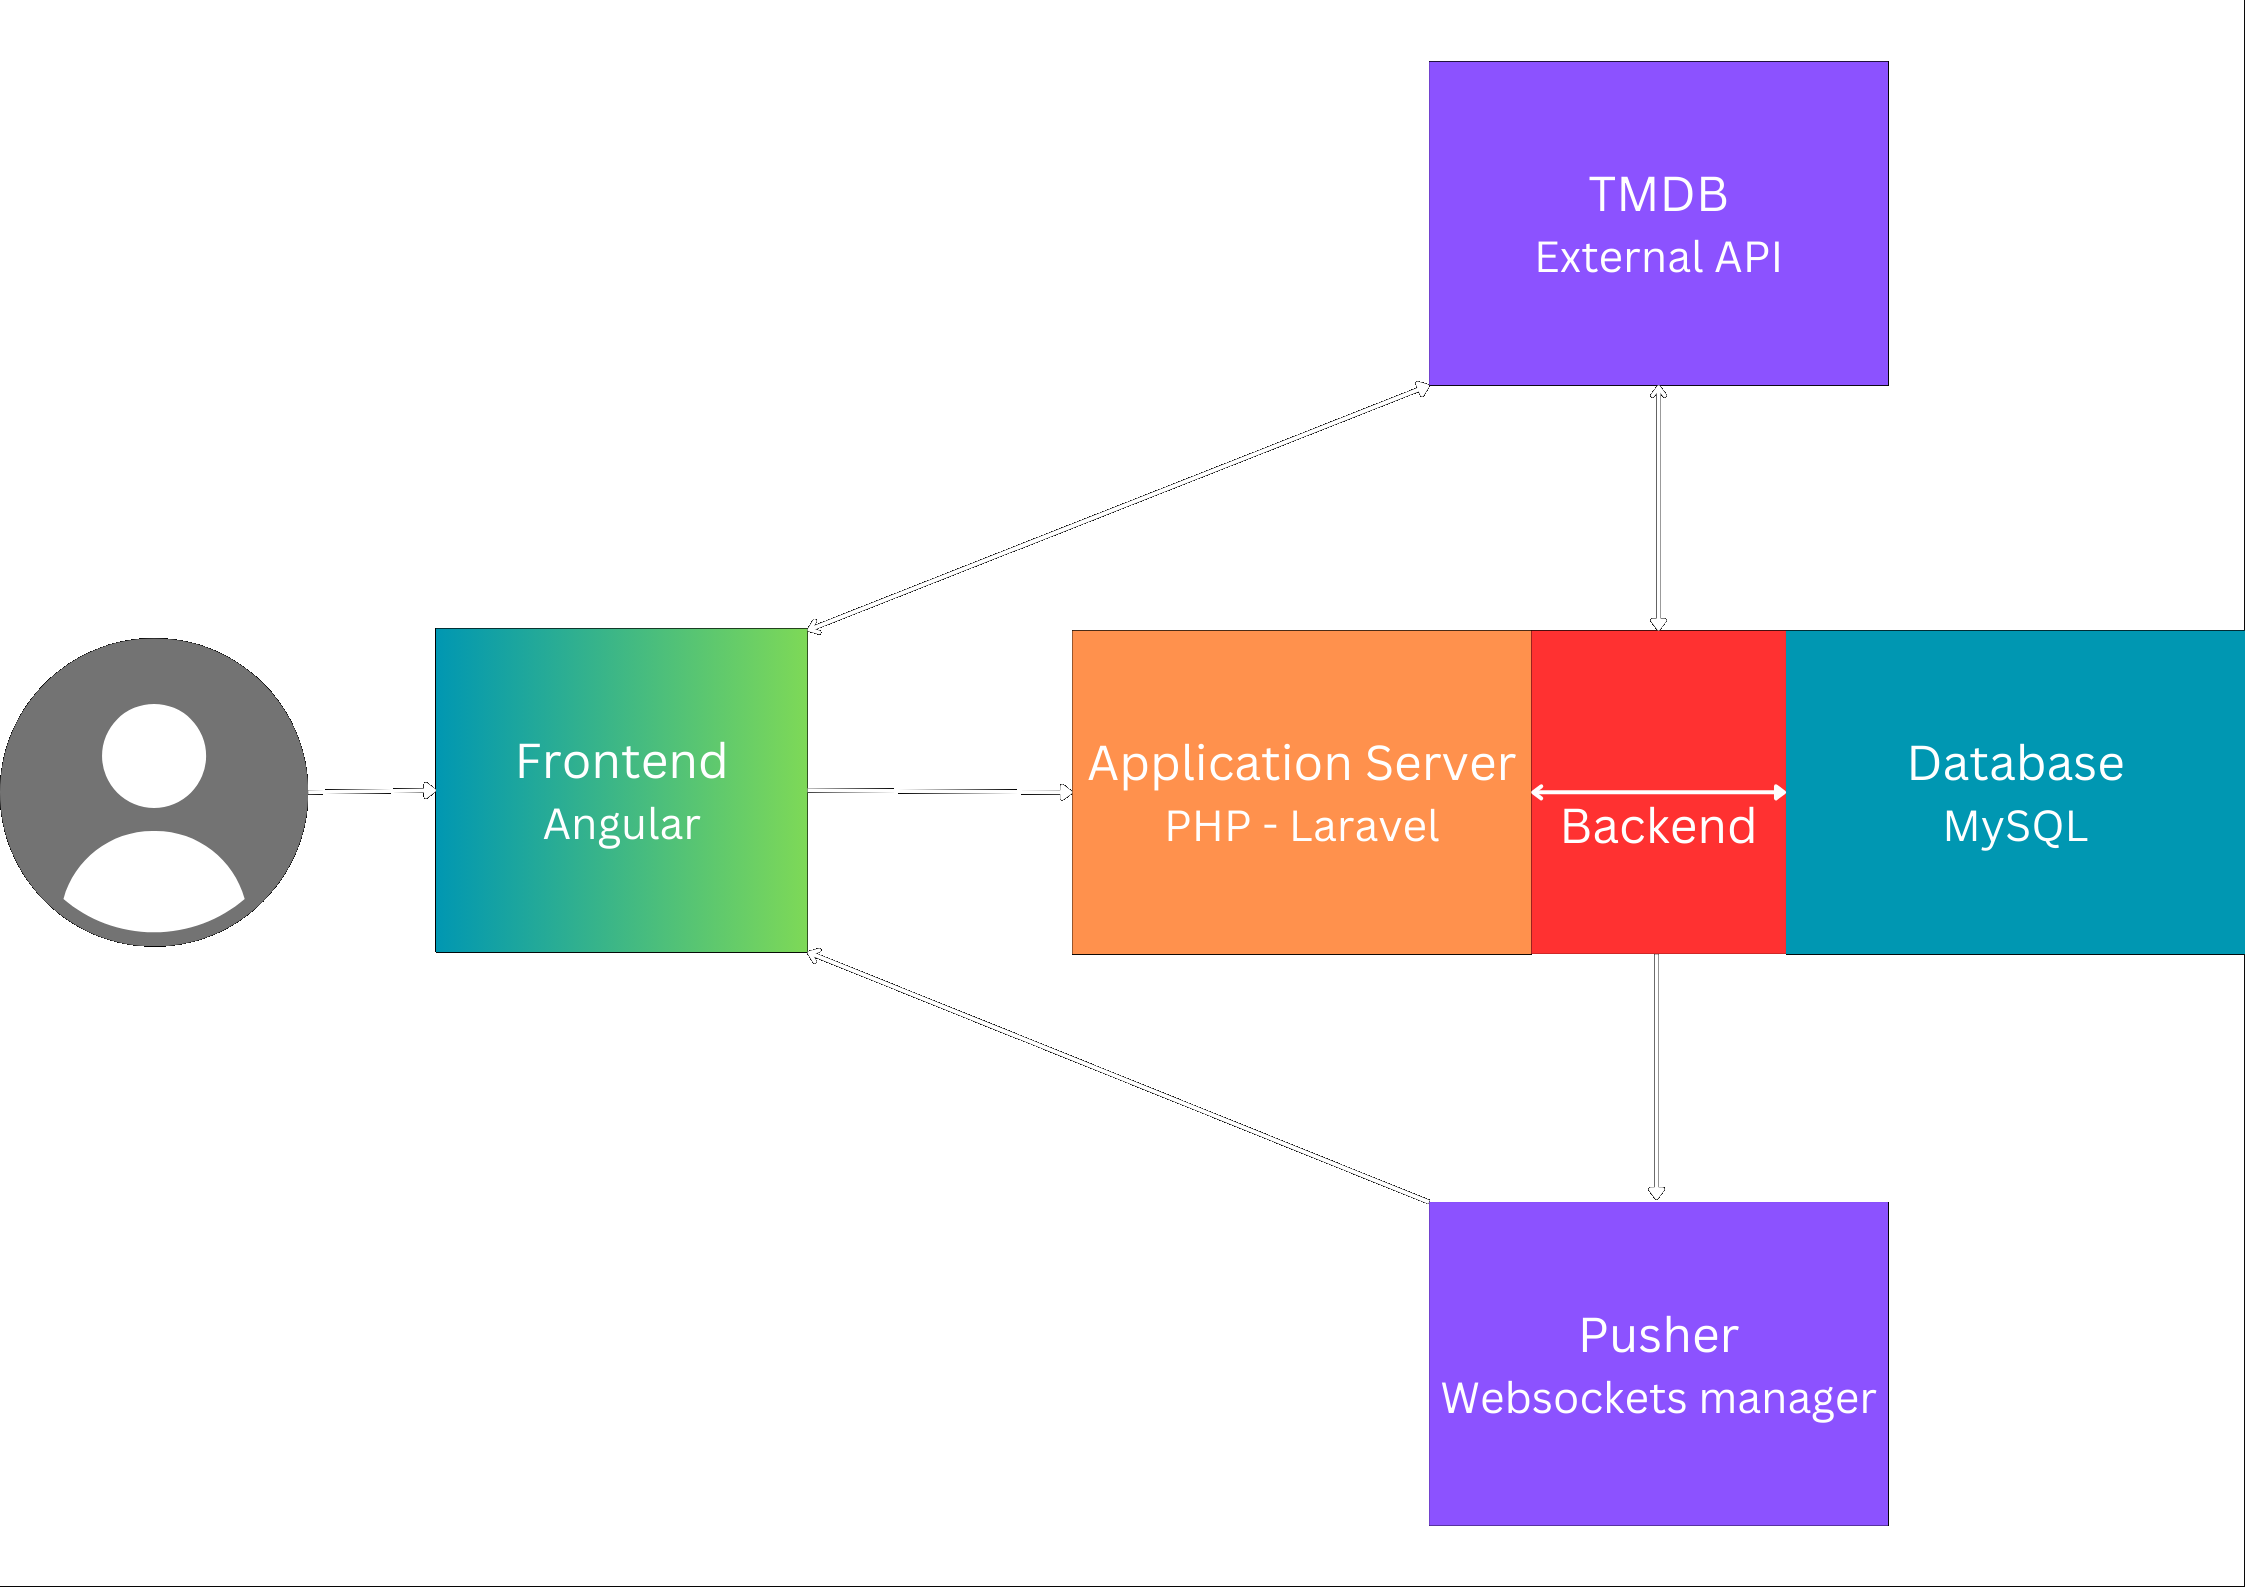 TMDB
External API
Frontend
Angular
Application Server
PHP - Laravel
Backend
Database
MySQL
Pusher
Websockets manager